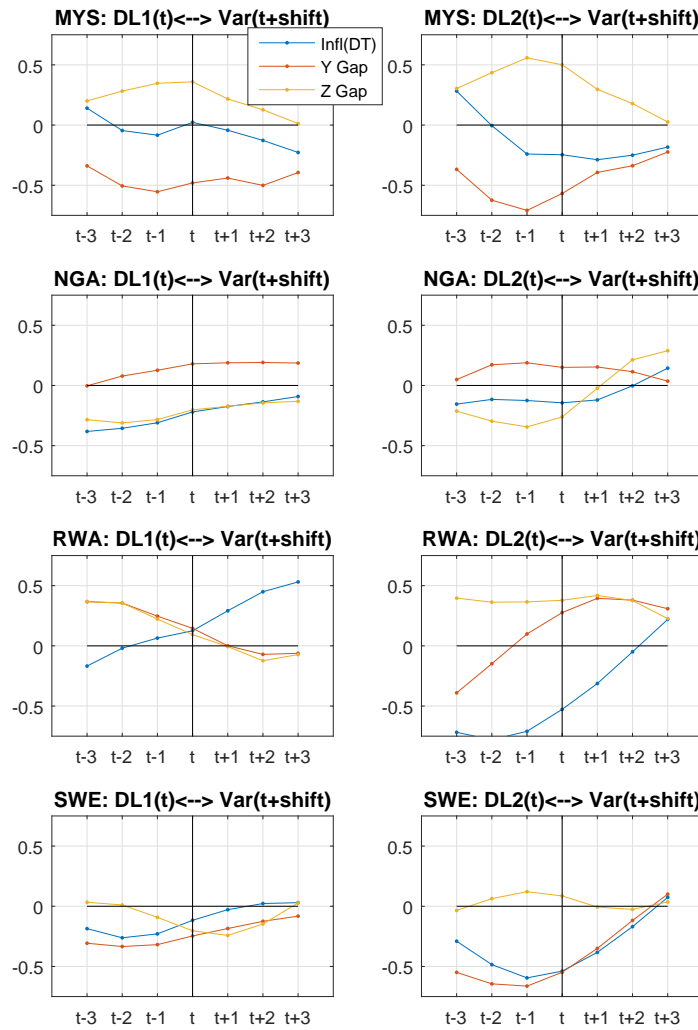 MYS: DL1(t)<--> Var(t+shift)
MYS: DL2(t)<--> Var(t+shift)
Infl(DT)
Y Gap
Z Gap
0.5
0
-0.5
t-3 t-2 t-1 t t+1 t+2 t+3
0.5
0
-0.5
t-3 t-2 t-1 t t+1 t+2 t+3
NGA: DL1(t)<--> Var(t+shift)
NGA: DL2(t)<--> Var(t+shift)
0.5
0
-0.5
t-3 t-2 t-1 t t+1 t+2 t+3
0.5
0
-0.5
t-3 t-2 t-1 t t+1 t+2 t+3
RWA: DL1(t)<--> Var(t+shift)
RWA: DL2(t)<--> Var(t+shift)
0.5
0
-0.5
t-3 t-2 t-1 t t+1 t+2 t+3
0.5
0
-0.5
t-3 t-2 t-1 t t+1 t+2 t+3
SWE: DL1(t)<--> Var(t+shift)
SWE: DL2(t)<--> Var(t+shift)
0.5
0
-0.5
t-3 t-2 t-1 t t+1 t+2 t+3
0.5
0
-0.5
t-3 t-2 t-1 t t+1 t+2 t+3